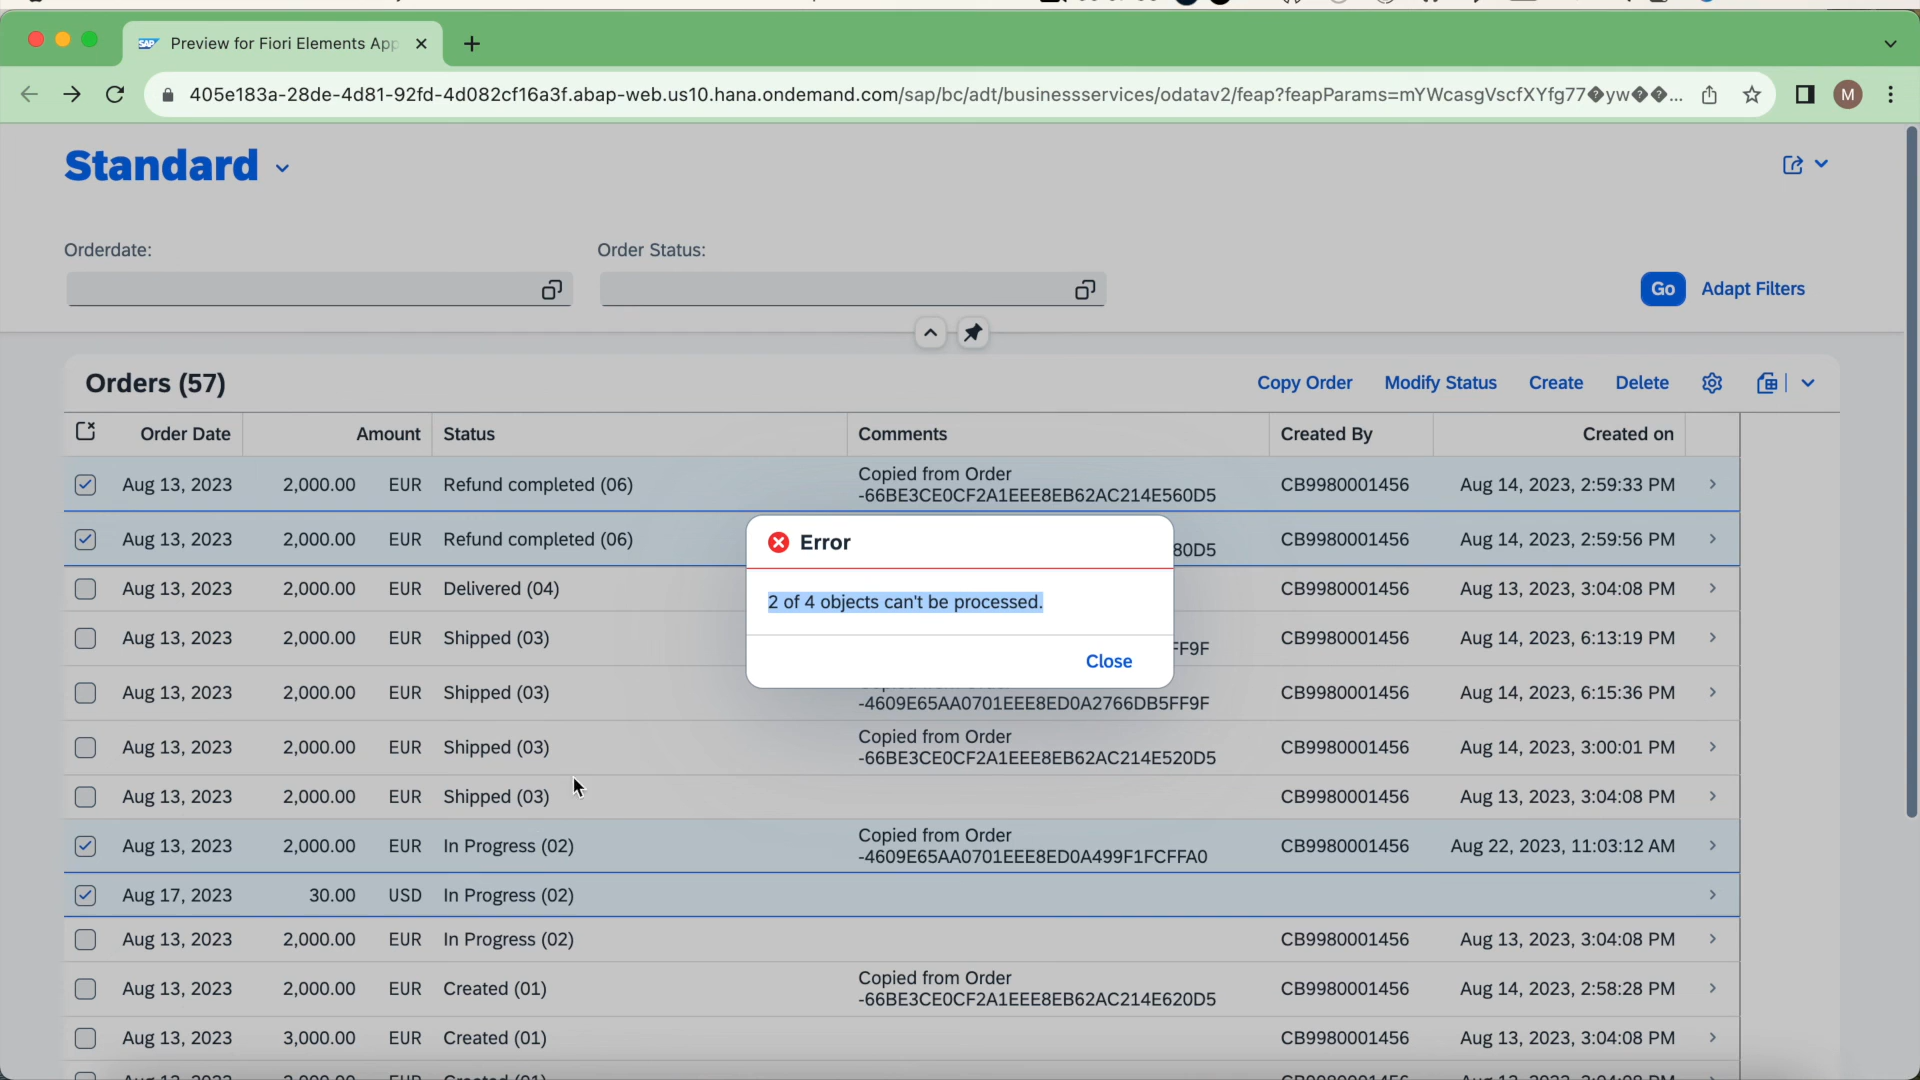 SAP Preview for Fiori Elements App
405e183a-28de-4d81-92fd-4d082cf16a3f.abap-web.us10.hana.ondemand.com/sap/bc/adt/businessservices/odatav2/feap?feapParams=mYWcasgVscfXYfg77�yw��...
M
Standard
Orderdate:
Order Status:
Go Adapt Filters
Orders (57)
Copy Order Modify Status Create Delete
Order Date Amount Status Comments Created By Created on
Aug 13, 2023 2,000.00 EUR Refund completed (06) Copied from Order
-66BE3CE0CF2A1EEE8EB62AC214E560D5 CB9980001456 Aug 14, 2023, 2:59:33 PM
Aug 13, 2023 2,000.00 EUR Refund completed (06) 80D5 CB9980001456 Aug 14, 2023, 2:59:56 PM
Error
2 of 4 objects can't be processed.
Close
Aug 13, 2023 2,000.00 EUR Delivered (04) CB9980001456 Aug 13, 2023, 3:04:08 PM
Aug 13, 2023 2,000.00 EUR Shipped (03) FF9F CB9980001456 Aug 14, 2023, 6:13:19 PM
Aug 13, 2023 2,000.00 EUR Shipped (03) -4609E65AA0701EEE8ED0A2766DB5FF9F CB9980001456 Aug 14, 2023, 6:15:36 PM
Aug 13, 2023 2,000.00 EUR Shipped (03) Copied from Order
-66BE3CE0CF2A1EEE8EB62AC214E520D5 CB9980001456 Aug 14, 2023, 3:00:01 PM
Aug 13, 2023 2,000.00 EUR Shipped (03) CB9980001456 Aug 13, 2023, 3:04:08 PM
Aug 13, 2023 2,000.00 EUR In Progress (02) Copied from Order
-4609E65AA0701EEE8ED0A499F1FCFFA0 CB9980001456 Aug 22, 2023, 11:03:12 AM
Aug 17, 2023 30.00 USD In Progress (02)
Aug 13, 2023 2,000.00 EUR In Progress (02) CB9980001456 Aug 13, 2023, 3:04:08 PM
Aug 13, 2023 2,000.00 EUR Created (01) Copied from Order
-66BE3CE0CF2A1EEE8EB62AC214E620D5 CB9980001456 Aug 14, 2023, 2:58:28 PM
Aug 13, 2023 3,000.00 EUR Created (01) CB9980001456 Aug 13, 2023, 3:04:08 PM